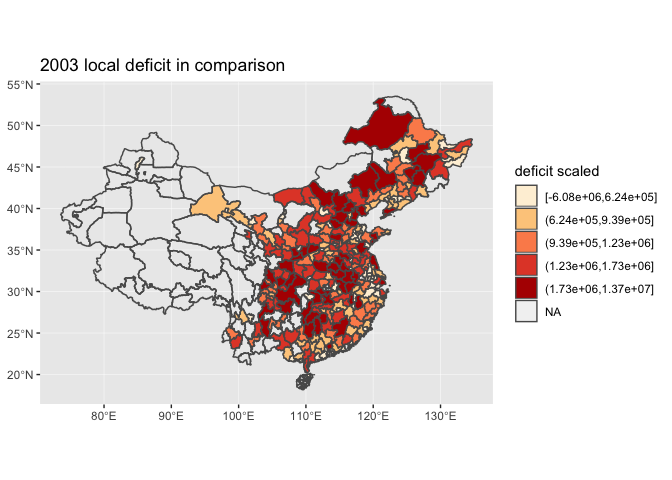 2003 local deficit in comparison
55°N
50°N
45°N
40°N
35°N
30°N
25°N
20°N
80°E
90°E
100°E
110°E
120°E
130°E
deficit scaled
[-6.08e+06,6.24e+05]
(6.24e+05,9.39e+05]
(9.39e+05,1.23e+06]
(1.23e+06,1.73e+06]
(1.73e+06,1.37e+07]
NA